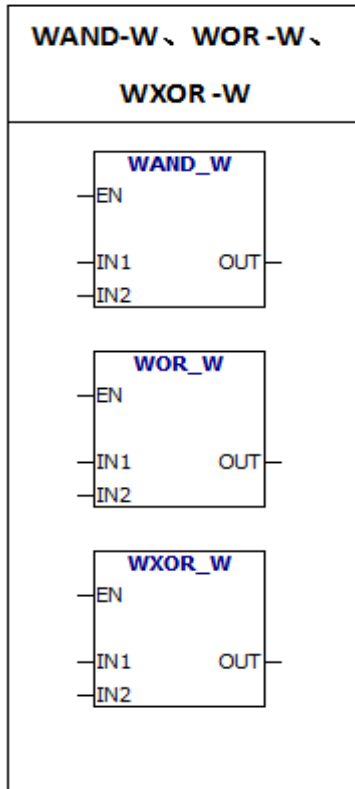 WAND-W、WOR-W、
WXOR-W
WAND_W
EN
IN1 OUT
IN2
WOR_W
EN
IN1 OUT
IN2
WXOR_W
EN
IN1 OUT
IN2